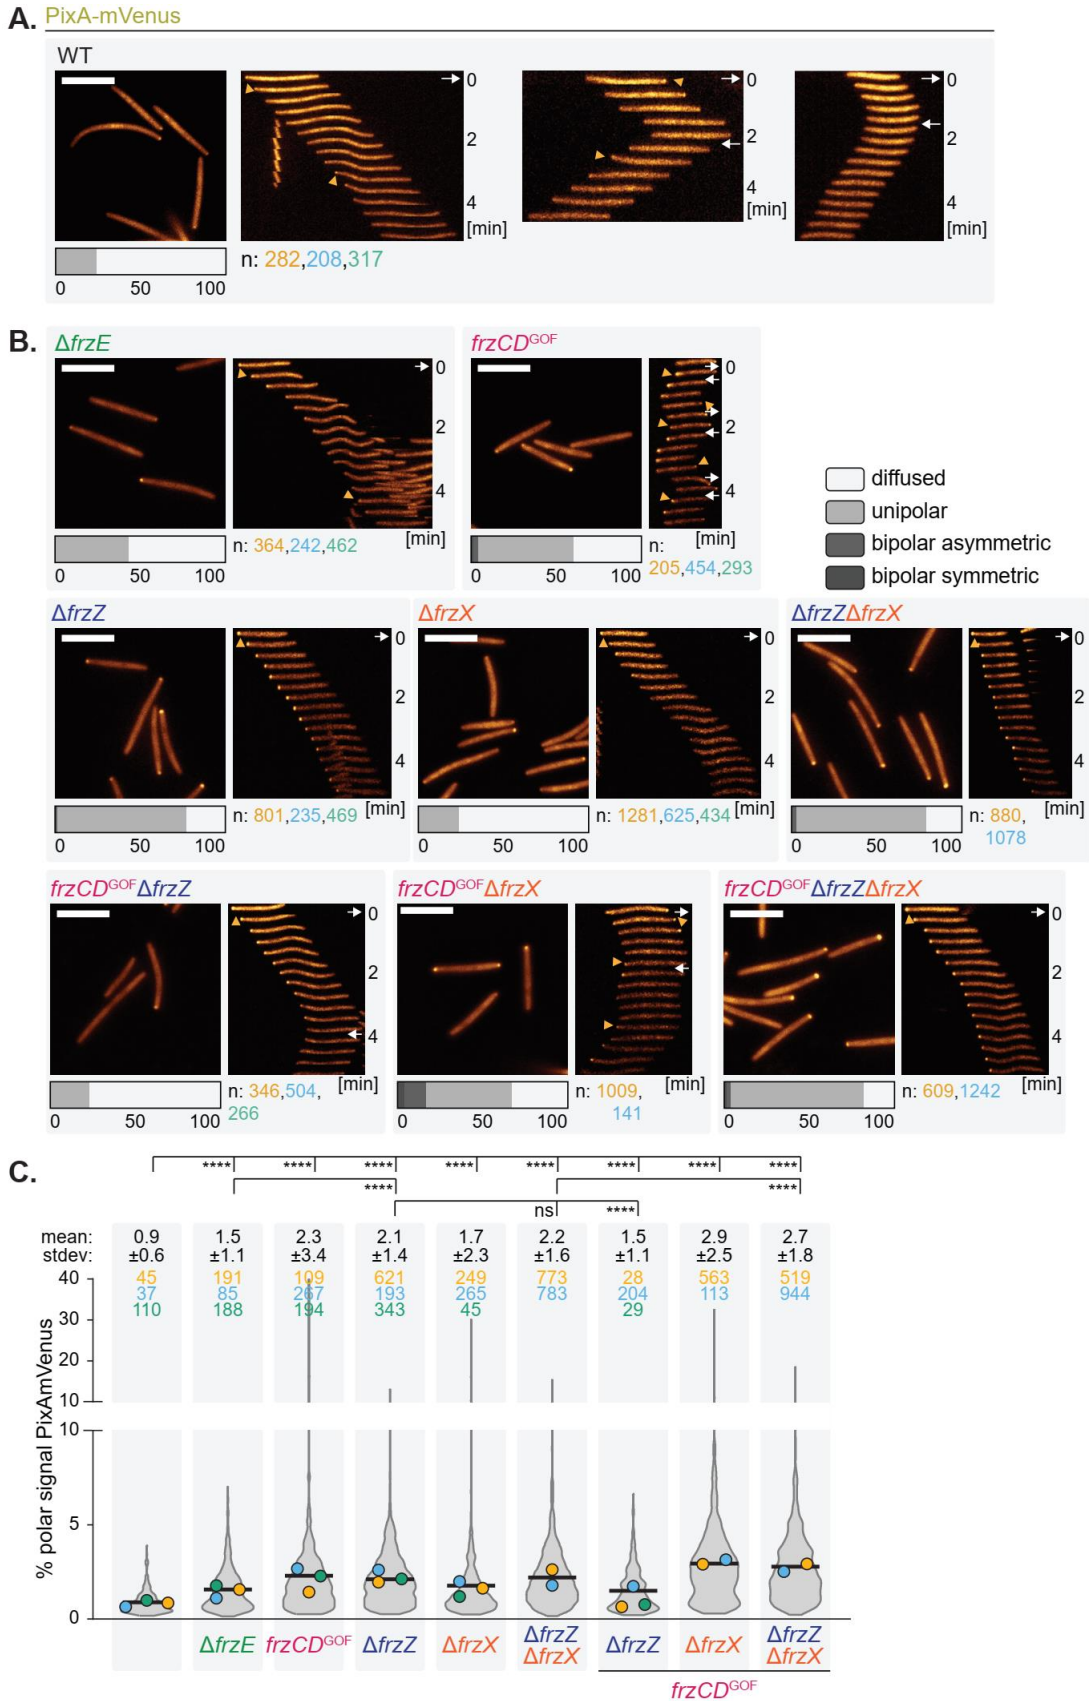 A. PixA-mVenus
WT
0
2
4
[min]
0
2
4
[min]
0
2
4
[min]
0 50 100
n: 282,208,317
B.
ΔfrzE
0
2
4
[min]
0 50 100
n: 364,242,462
frzCD^GOF
0
2
4
[min]
0 50 100
n:
205,454,293
diffused
unipolar
bipolar asymmetric
bipolar symmetric
ΔfrzZ
0
2
4
[min]
0 50 100
n: 801,235,469
ΔfrzX
0
2
4
[min]
0 50 100
n: 1281,625,434
ΔfrzZΔfrzX
0
2
4
[min]
0 50 100
n: 880,
1078
frzCD^GOFΔfrzZ
0
2
4
[min]
0 50 100
n: 346,504,
266
frzCD^GOFΔfrzX
0
2
4
[min]
0 50 100
n: 1009,
141
frzCD^GOFΔfrzZΔfrzX
0
2
4
[min]
0 50 100
n: 609,1242
C.
**** **** **** **** **** **** **** ****
**** ****
ns ****
mean: 0.9 1.5 2.3 2.1 1.7 2.2 1.5 2.9 2.7
stdev: ±0.6 ±1.1 ±3.4 ±1.4 ±2.3 ±1.6 ±1.1 ±2.5 ±1.8
45 191 109 621 249 773 28 563 519
37 85 267 193 265 783 204 113 944
110 188 194 343 45 29
% polar signal PixAmVenus
40
30
20
10
10
5
0
ΔfrzE frzCD^GOF ΔfrzZ ΔfrzX ΔfrzZ ΔfrzX ΔfrzZ ΔfrzX ΔfrzZ ΔfrzX
frzCD^GOF